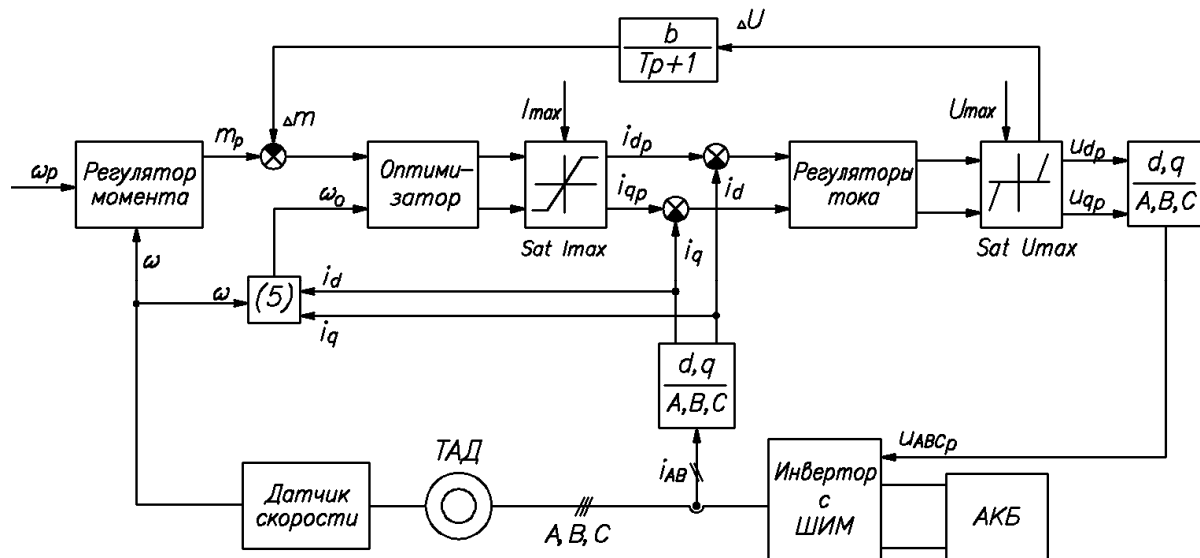 ΔU
b
Tp+1
Δm
Imax
Umax
mp
idp
udp
ωp
Регулятор
момента
Оптими-
затор
Регуляторы
тока
d,q
A,B,C
ω0
iqp
id
uqp
Sat Imax
Sat Umax
ω
iq
id
ω
(5)
iq
d,q
A,B,C
uABCp
ТАД
iAB
Датчик
скорости
Инвертор
с
ШИМ
АКБ
A,B,C